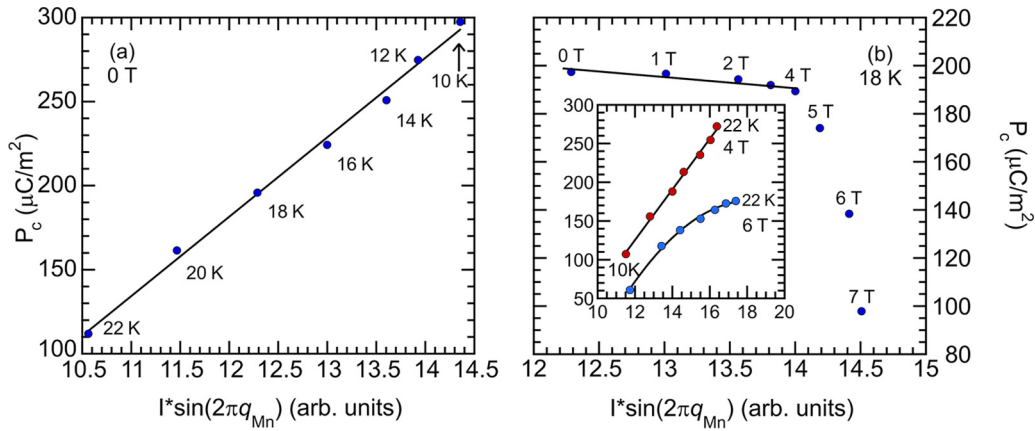 (a)
0 T
300
250
200
150
100
P_c (μC/m²)
10.5 11 11.5 12 12.5 13 13.5 14 14.5
I*sin(2πq_Mn) (arb. units)
12 K
10 K
14 K
16 K
18 K
20 K
22 K
(b)
18 K
0 T
1 T
2 T
4 T
5 T
6 T
7 T
220
200
180
160
140
120
100
80
P_c (μC/m²)
12 12.5 13 13.5 14 14.5 15
I*sin(2πq_Mn) (arb. units)
300
250
200
150
100
50
10 12 14 16 18 20
22 K
4 T
22 K
6 T
10K